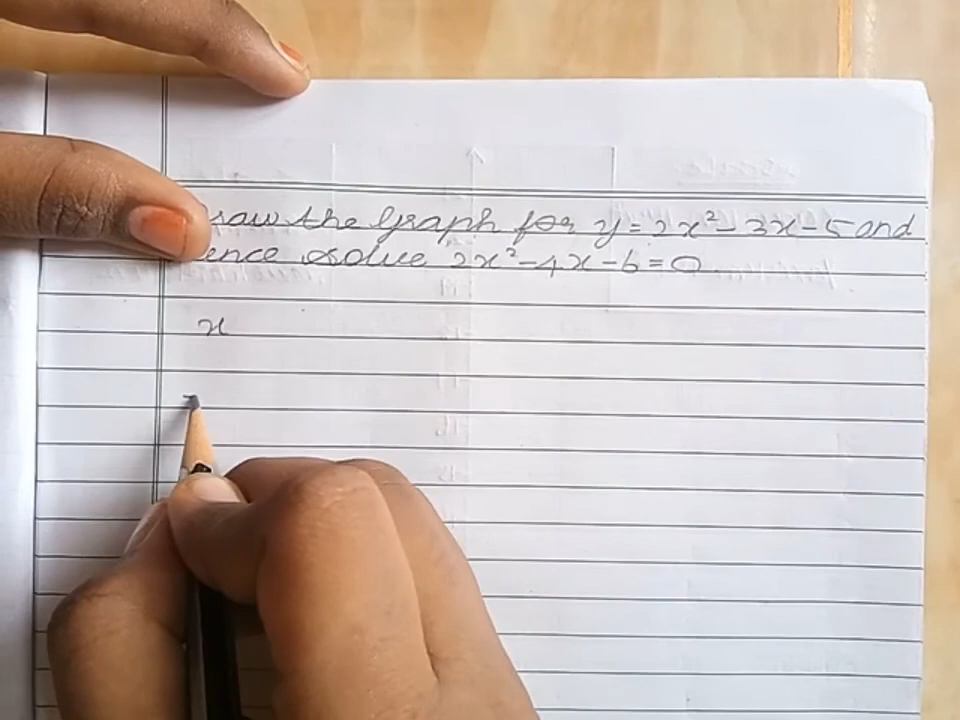 raw the graph for y = 2x² - 3x - 5 and
ence solve 2x² - 4x - 6 = 0
x
-